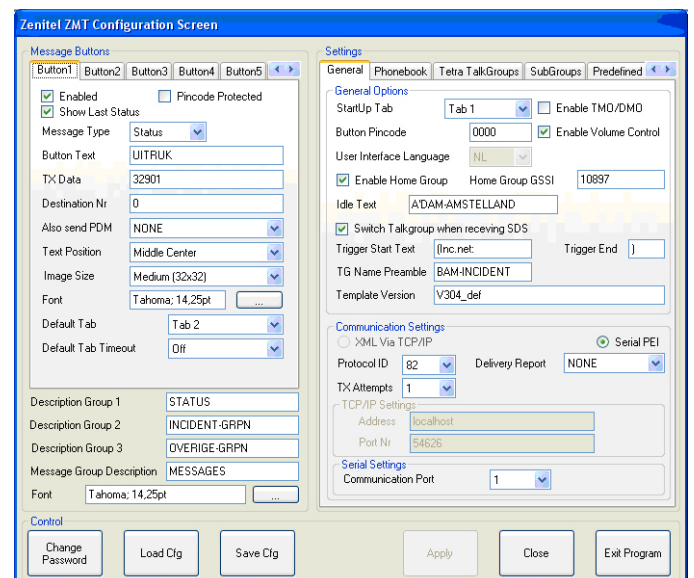 Zenitel ZMT Configuration Screen
Message Buttons
Button1 Button2 Button3 Button4 Button5
Enabled Pincode Protected
Show Last Status
Message Type Status
Button Text UITRUK
TX Data 32901
Destination Nr 0
Also send PDM NONE
Text Position Middle Center
Image Size Medium (32x32)
Font Tahoma; 14,25pt ...
Default Tab Tab 2
Default Tab Timeout Off
Description Group 1 STATUS
Description Group 2 INCIDENT-GRPN
Description Group 3 OVERIGE-GRPN
Message Group Description MESSAGES
Font Tahoma; 14,25pt ...
Settings
General Phonebook Tetra TalkGroups SubGroups Predefined
General Options
StartUp Tab Tab 1 Enable TMO/DMO
Button Pincode 0000 Enable Volume Control
User Interface Language NL
Enable Home Group Home Group GSSI 10897
Idle Text A'DAM-AMSTELLAND
Switch Talkgroup when receving SDS
Trigger Start Text (Inc.net: Trigger End )
TG Name Preamble BAM-INCIDENT
Template Version V304_def
Communication Settings
XML Via TCP/IP Serial PEI
Protocol ID 82 Delivery Report NONE
TX Attempts 1
TCP/IP Settings
Address localhost
Port Nr 54626
Serial Settings
Communication Port 1
Control
Change Password Load Cfg Save Cfg Apply Close Exit Program